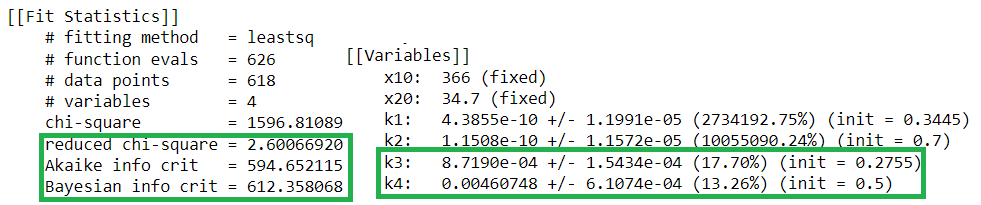 [[Fit Statistics]]
# fitting method = leastsq
# function evals = 626
# data points = 618
# variables = 4
chi-square = 1596.81089
reduced chi-square = 2.60066920
Akaike info crit = 594.652115
Bayesian info crit = 612.358068
[[Variables]]
x10: 366 (fixed)
x20: 34.7 (fixed)
k1: 4.3855e-10 +/- 1.1991e-05 (2734192.75%) (init = 0.3445)
k2: 1.1508e-10 +/- 1.1572e-05 (10055090.24%) (init = 0.7)
k3: 8.7190e-04 +/- 1.5434e-04 (17.70%) (init = 0.2755)
k4: 0.00460748 +/- 6.1074e-04 (13.26%) (init = 0.5)